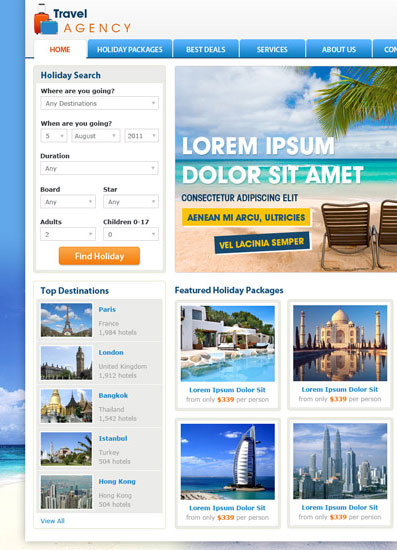 Travel
AGENCY
HOME
HOLIDAY PACKAGES
BEST DEALS
SERVICES
ABOUT US
CON
Holiday Search
Where are you going?
Any Destinations
When are you going?
5 August 2011
Duration
Any
Board Star
Any Any
Adults Children 0-17
2 0
Find Holiday
LOREM IPSUM
DOLOR SIT AMET
CONSECTETUR ADIPISCING ELIT
AENEAN MI ARCU, ULTRICIES
VEL LACINIA SEMPER
Top Destinations
Paris
France
1,984 hotels
London
United Kingdom
1,912 hotels
Bangkok
Thailand
1,542 hotels
Istanbul
Turkey
504 hotels
Hong Kong
Hong Kong
504 hotels
View All
Featured Holiday Packages
Lorem Ipsum Dolor Sit
from only $339 per person
Lorem Ipsum Dolor Sit
from only $339 per person
Lorem Ipsum Dolor Sit
from only $339 per person
Lorem Ipsum Dolor Sit
from only $339 per person